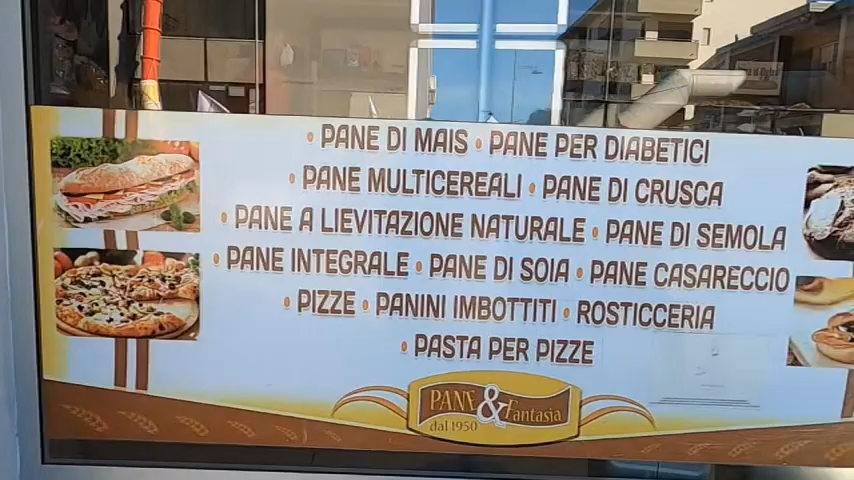 • PANE DI MAIS • PANE PER DIABETICI
• PANE MULTICEREALI • PANE DI CRUSCA
• PANE A LEVITAZIONE NATURALE • PANE DI SEMOLA
• PANE INTEGRALE • PANE DI SOIA • PANE CASARECCIO
• PIZZE • PANINI IMBOTTITI • ROSTICCERIA
• PASTA PER PIZZE
PANE & Fantasia
dal 1950